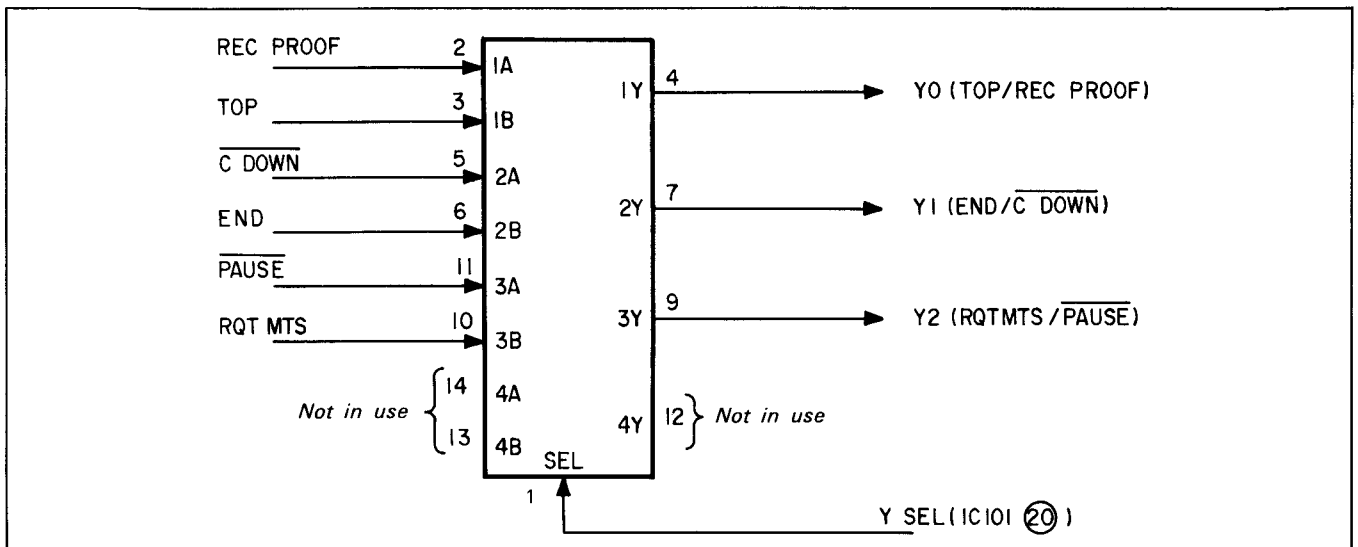 REC PROOF 2 1A
1Y 4 Y0 (TOP/REC PROOF)
TOP 3 1B
C DOWN 5 2A
2Y 7 Y1 (END/C DOWN)
END 6 2B
PAUSE 11 3A
3Y 9 Y2 (RQTMTS/PAUSE)
RQT MTS 10 3B
Not in use 14 4A
4Y 12 Not in use
13 4B
SEL
1
Y SEL (IC101 20)